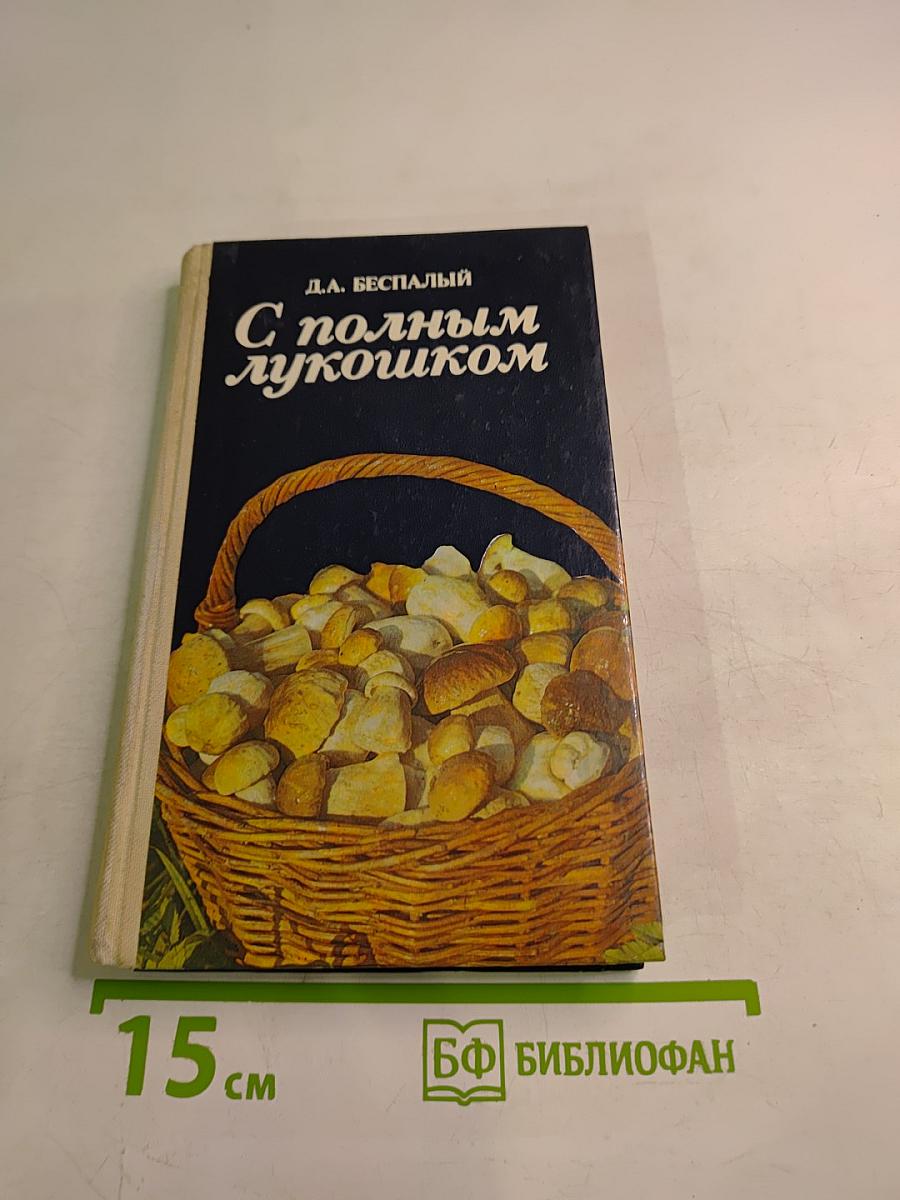 Д.А. БЕСПАЛЫЙ
С полным
лукошком
15 см
БФ БИБЛИОФАН